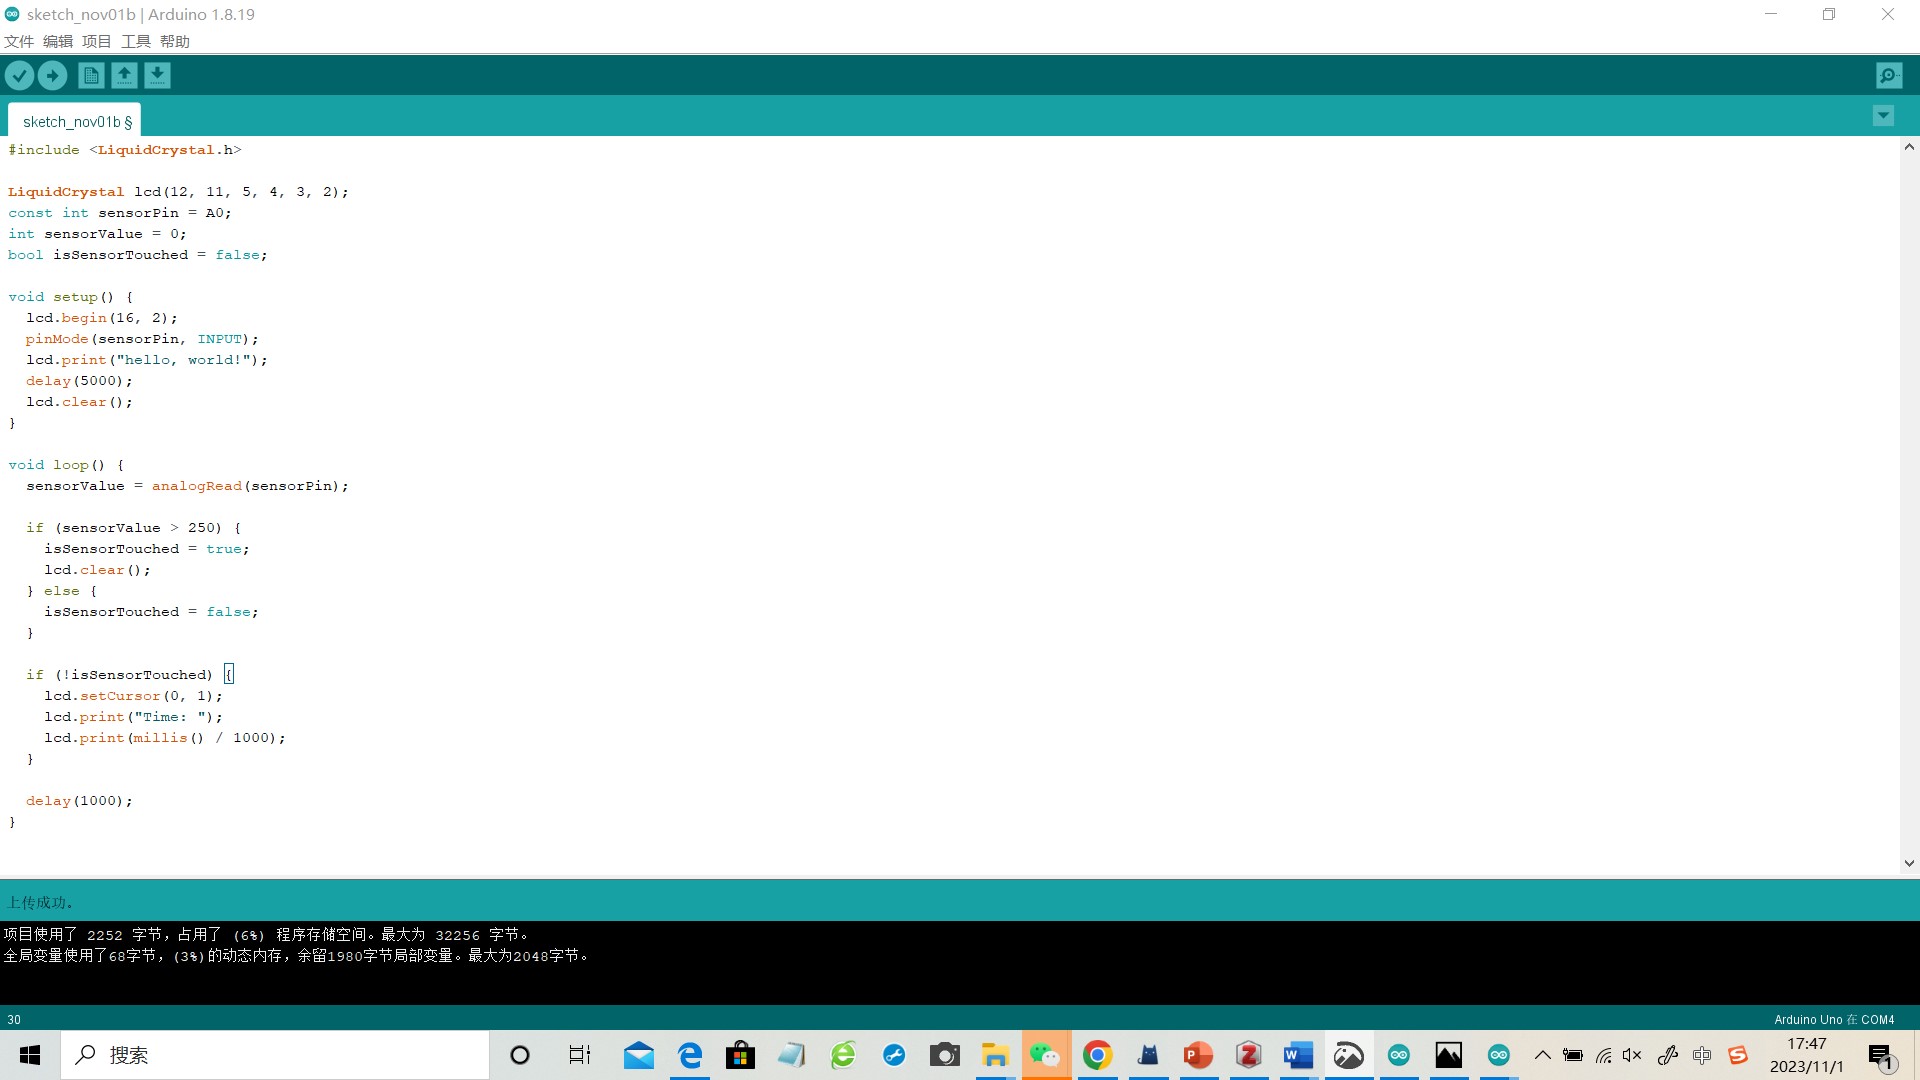 sketch_nov01b | Arduino 1.8.19
文件 编辑 项目 工具 帮助
sketch_nov01b §
#include <LiquidCrystal.h>
LiquidCrystal lcd(12, 11, 5, 4, 3, 2);
const int sensorPin = A0;
int sensorValue = 0;
bool isSensorTouched = false;
void setup() {
lcd.begin(16, 2);
pinMode(sensorPin, INPUT);
lcd.print("hello, world!");
delay(5000);
lcd.clear();
}
void loop() {
sensorValue = analogRead(sensorPin);
if (sensorValue > 250) {
isSensorTouched = true;
lcd.clear();
} else {
isSensorTouched = false;
}
if (!isSensorTouched) {
lcd.setCursor(0, 1);
lcd.print("Time: ");
lcd.print(millis() / 1000);
}
delay(1000);
}
上传成功。
项目使用了 2252 字节，占用了 (6%) 程序存储空间。最大为 32256 字节。
全局变量使用了68字节，(3%)的动态内存，余留1980字节局部变量。最大为2048字节。
30
Arduino Uno 在 COM4
搜索
中
17:47
2023/11/1
1